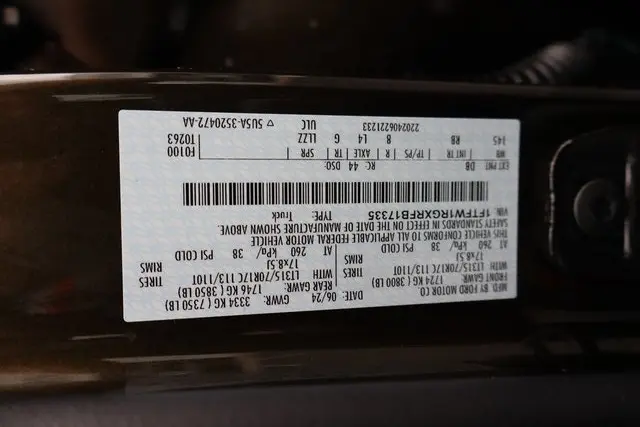 MFD. BY FORD MOTOR CO. DATE: 06/24 GVWR: 3334 KG ( 7350 LB)
FRONT GAWR: 1724 KG ( 3800 LB) REAR GAWR: 1746 KG ( 3850 LB)
WITH LT315/70R17C 113/110T TIRES WITH LT315/70R17C 113/110T TIRES
17x8.5J RIMS 17x8.5J RIMS
AT 260 kPa/ 38 PSI COLD AT 260 kPa/ 38 PSI COLD
THIS VEHICLE CONFORMS TO ALL APPLICABLE FEDERAL MOTOR VEHICLE
SAFETY STANDARDS IN EFFECT ON THE DATE OF MANUFACTURE SHOWN ABOVE.
VIN: 1FTFW1RGXRFB17335 TYPE: Truck
EXT PNT: DB RC: 44 DSO:
WB INT TR TP/PS R AXLE TR SPR F0100
145 RB 8 L4 G LLZZ T0263
2202406221233 ULC ▽ 5U5A-3520472-AA